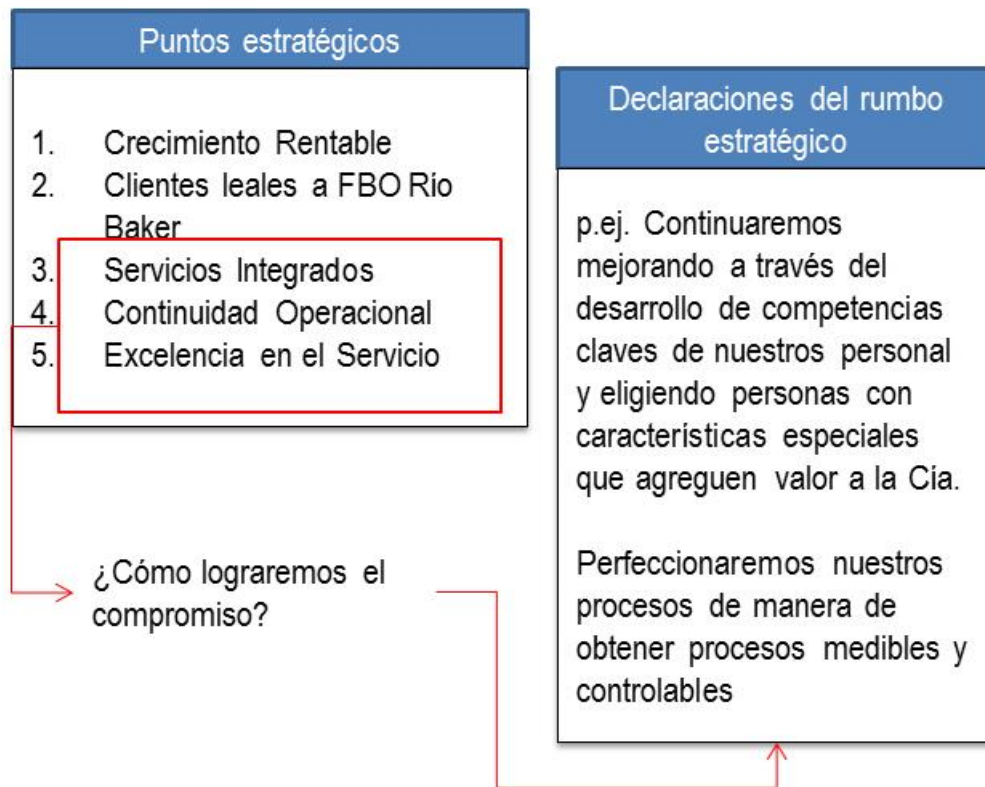 Puntos estratégicos
1. Crecimiento Rentable
2. Clientes leales a FBO Río
Baker
3. Servicios Integrados
4. Continuidad Operacional
5. Excelencia en el Servicio
¿Cómo lograremos el
compromiso?
Declaraciones del rumbo
estratégico
p.ej. Continuaremos
mejorando a través del
desarrollo de competencias
claves de nuestros personal
y eligiendo personas con
características especiales
que agreguen valor a la Cía.
Perfeccionaremos nuestros
procesos de manera de
obtener procesos medibles y
controlables